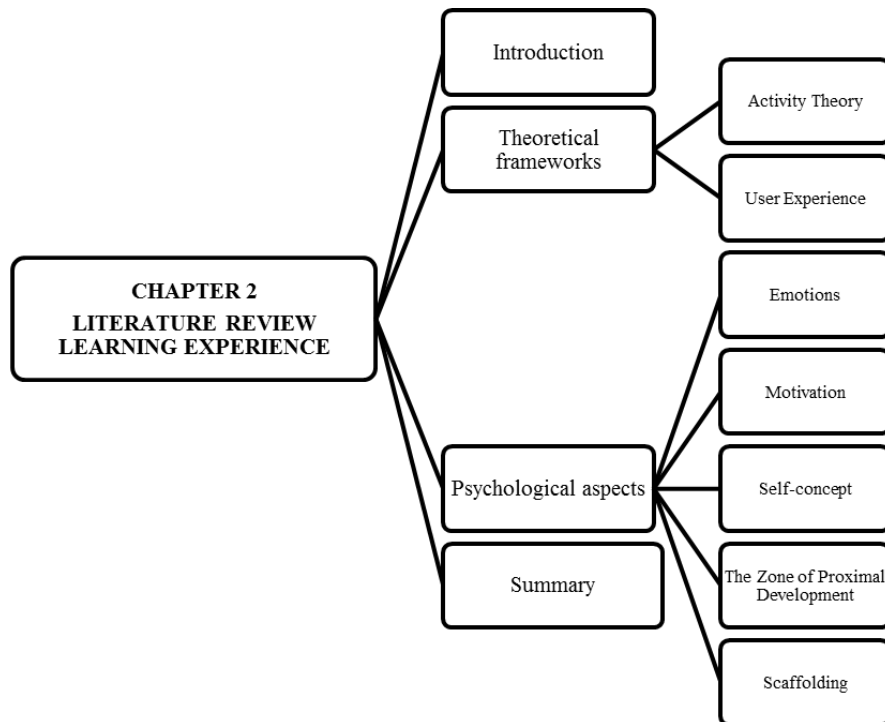 CHAPTER 2
LITERATURE REVIEW
LEARNING EXPERIENCE
Introduction
Theoretical
frameworks
Activity Theory
User Experience
Psychological aspects
Emotions
Motivation
Self-concept
The Zone of Proximal
Development
Scaffolding
Summary